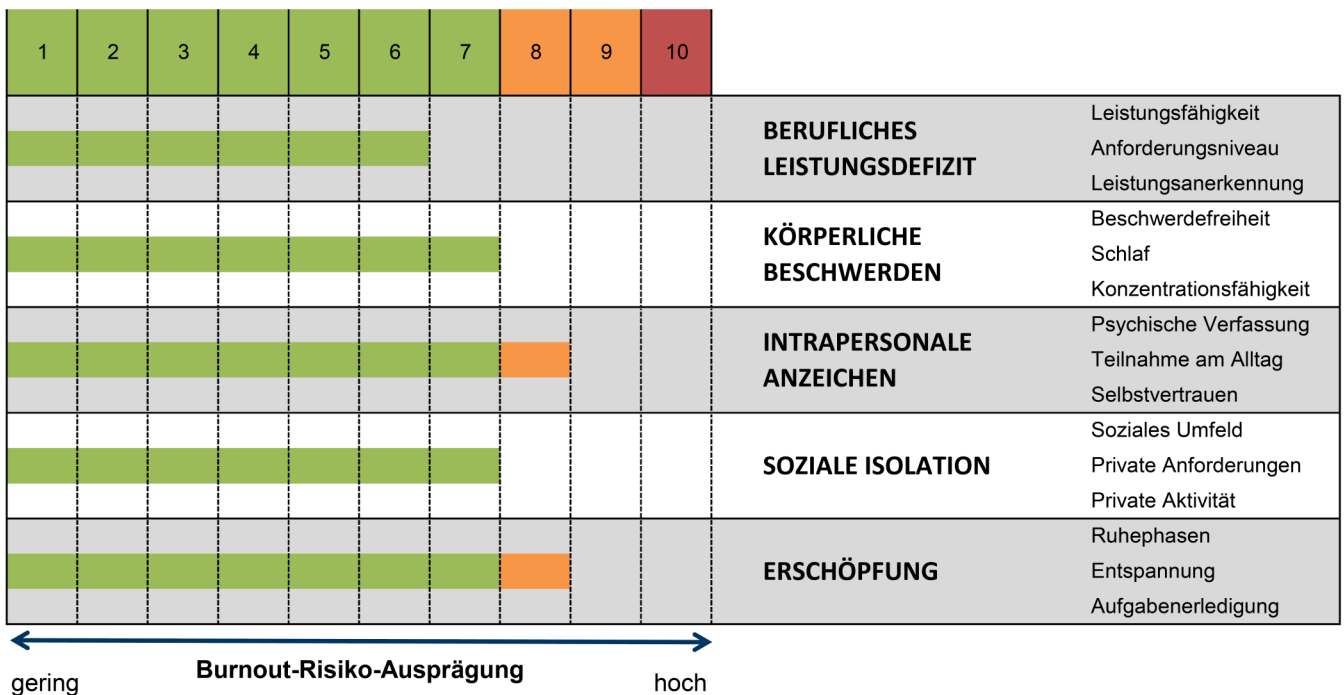 1 2 3 4 5 6 7 8 9 10
BERUFLICHES
LEISTUNGSDEFIZIT
Leistungsfähigkeit
Anforderungsniveau
Leistungsanerkennung
KÖRPERLICHE
BESCHWERDEN
Beschwerdefreiheit
Schlaf
Konzentrationsfähigkeit
INTRAPERSONALE
ANZEICHEN
Psychische Verfassung
Teilnahme am Alltag
Selbstvertrauen
SOZIALE ISOLATION
Soziales Umfeld
Private Anforderungen
Private Aktivität
ERSCHÖPFUNG
Ruhephasen
Entspannung
Aufgabenerledigung
gering Burnout-Risiko-Ausprägung hoch